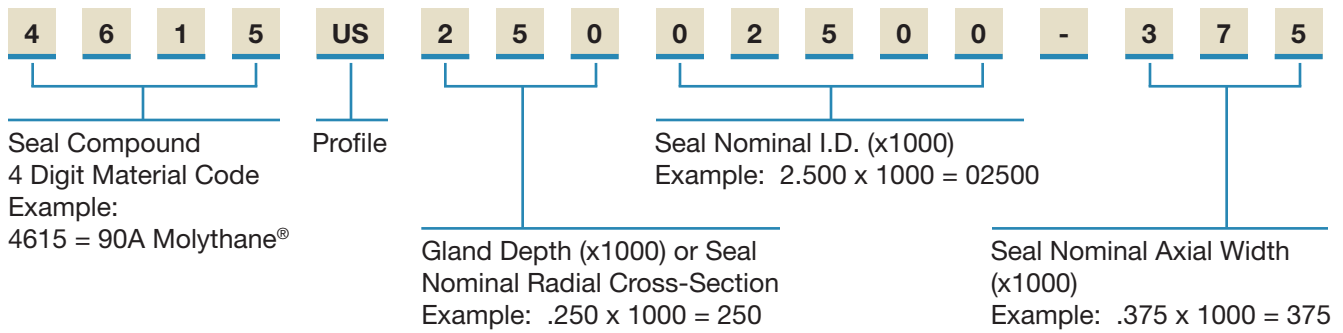 4 6 1 5 US 2 5 0 0 2 5 0 0 - 3 7 5
Seal Compound
4 Digit Material Code
Example:
4615 = 90A Molythane®
Profile
Seal Nominal I.D. (x1000)
Example: 2.500 x 1000 = 02500
Gland Depth (x1000) or Seal
Nominal Radial Cross-Section
Example: .250 x 1000 = 250
Seal Nominal Axial Width
(x1000)
Example: .375 x 1000 = 375